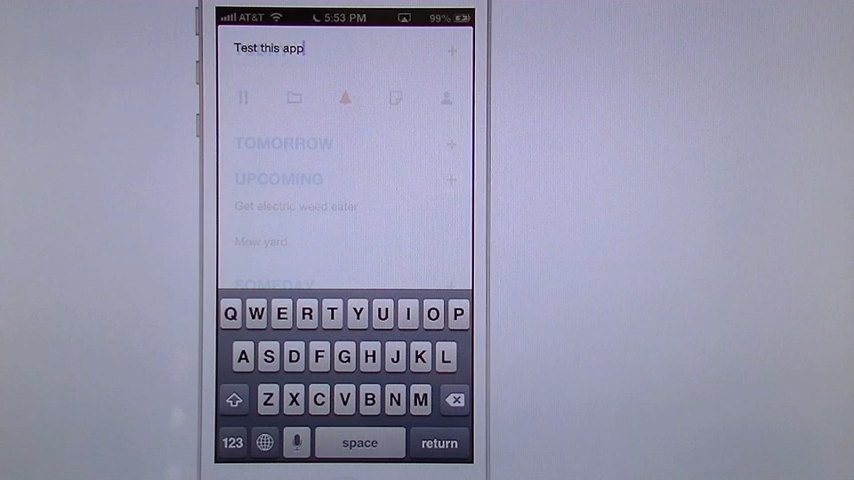 AT&T 5:53 PM 99%
Test this app
TOMORROW
UPCOMING
Get electric weed eater
Mow yard
SOMEDAY
Q W E R T Y U I O P
A S D F G H J K L
Z X C V B N M
123 space return